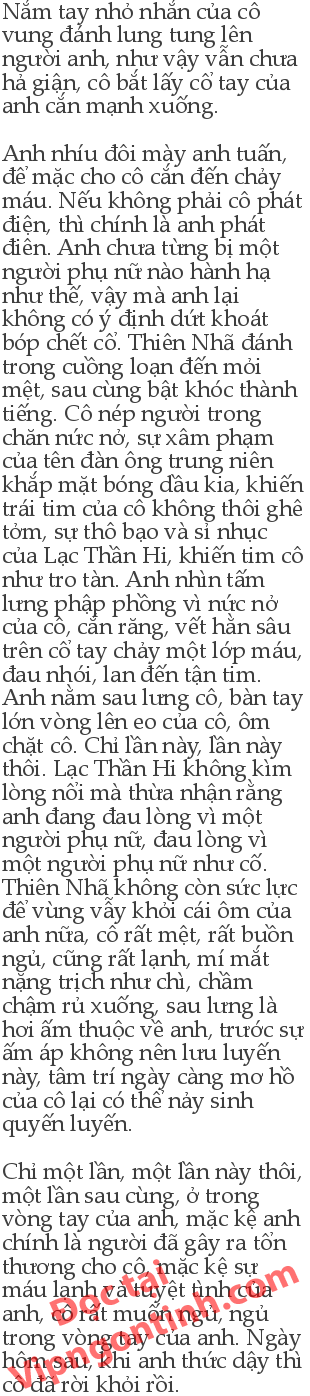 Nắm tay nhỏ nhắn của cô
vung đánh lung tung lên
người anh, như vậy vẫn chưa
hả giận, cô bắt lấy cổ tay của
anh cắn mạnh xuống.

Anh nhíu đôi mày anh tuấn,
để mặc cho cô cắn đến chảy
máu. Nếu không phải cô phát
điện, thì chính là anh phát
điên. Anh chưa từng bị một
người phụ nữ nào hành hạ
như thế, vậy mà anh lại
không có ý định dứt khoát
bóp chết cổ. Thiên Nhã đánh
trong cuồng loạn đến mỏi
mệt, sau cùng bật khóc thành
tiếng. Cô nép người trong
chăn nức nở, sự xâm phạm
của tên đàn ông trung niên
khắp mặt bóng dầu kia, khiến
trái tim của cô không thôi ghê
tởm, sự thô bạo và sỉ nhục
của Lạc Thần Hi, khiến tim cô
như tro tàn. Anh nhìn tấm
lưng phập phồng vì nức nở
của cô, cắn răng, vết hằn sâu
trên cổ tay chảy một lớp máu,
đau nhói, lan đến tận tim.
Anh nằm sau lưng cô, bàn tay
lớn vòng lên eo của cô, ôm
chặt cô. Chỉ lần này, lần này
thôi. Lạc Thần Hi không kìm
lòng nổi mà thừa nhận rằng
anh đang đau lòng vì một
người phụ nữ, đau lòng vì
một người phụ nữ như cố.
Thiên Nhã không còn sức lực
để vùng vẫy khỏi cái ôm của
anh nữa, cô rất mệt, rất buồn
ngủ, cũng rất lạnh, mí mắt
nặng trịch như chì, chầm
chậm rủ xuống, sau lưng là
hơi ấm thuộc về anh, trước sự
ấm áp không nên lưu luyến
này, tâm trí ngày càng mơ hồ
của cô lại có thể nảy sinh
quyến luyến.

Chỉ một lần, một lần này thôi,
một lần sau cùng, ở trong
vòng tay của anh, mặc kệ anh
chính là người đã gây ra tổn
thương cho cô, mặc kệ sự
máu lạnh và tuyệt tình của
anh, cô rất muốn ngủ, ngủ
trong vòng tay của anh. Ngày
hôm sau, khi anh thức dậy thì
cô đã rời khỏi rồi.
Đọc tại
Vipngontinh.com